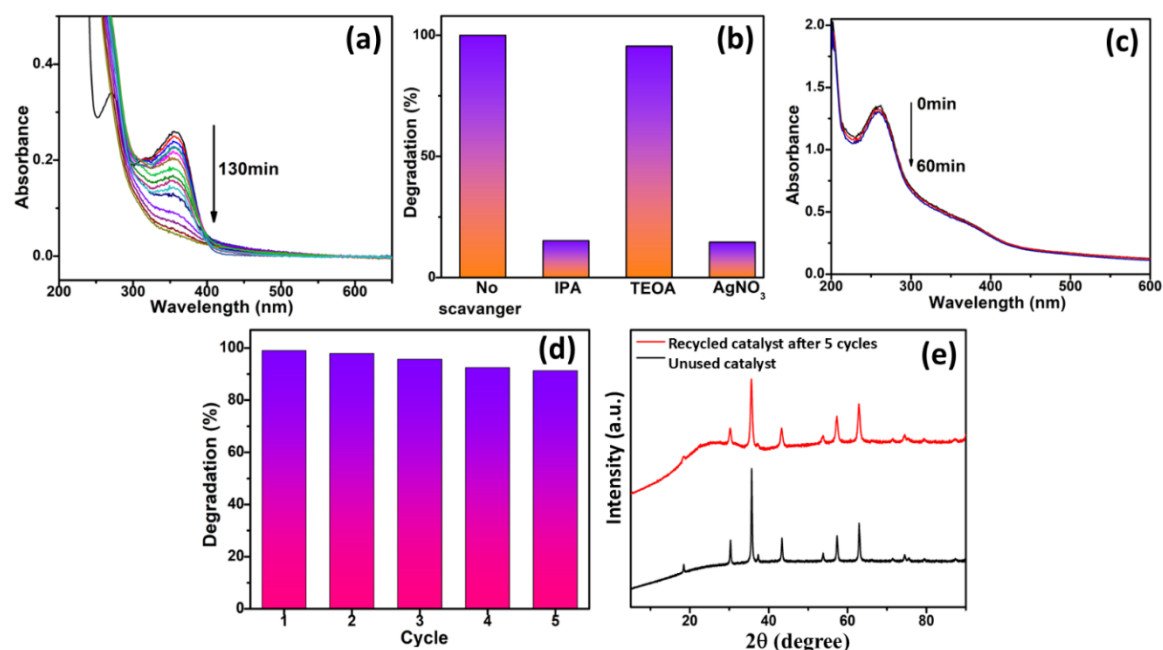 (a)
Absorbance
0.4
0.2
0.0
130min
200 300 400 500 600
Wavelength (nm)
(b)
Degradation (%)
100
50
0
No scavanger
IPA
TEOA
AgNO₃
(c)
Absorbance
2.0
1.5
1.0
0.5
0.0
0min
60min
200 300 400 500 600
Wavelength (nm)
(d)
Degradation (%)
100
80
60
40
20
0
1 2 3 4 5
Cycle
(e)
Recycled catalyst after 5 cycles
Unused catalyst
Intensity (a.u.)
20 40 60 80
2θ (degree)